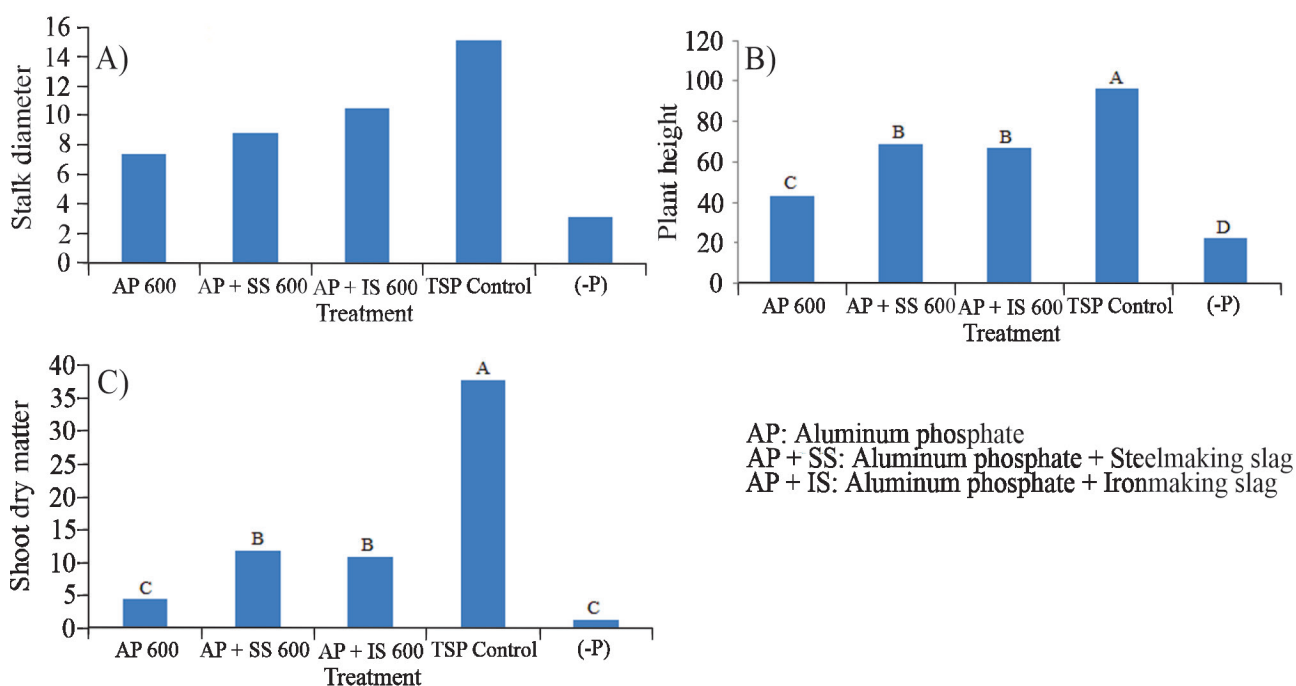 A)
Stalk diameter
16
14
12
10
8
6
4
2
0
AP 600 AP + SS 600 AP + IS 600 TSP Control (-P)
Treatment
B)
Plant height
120
100
80
60
40
20
0
C B B A D
AP 600 AP + SS 600 AP + IS 600 TSP Control (-P)
Treatment
C)
Shoot dry matter
40
35
30
25
20
15
10
5
0
C B B A C
AP 600 AP + SS 600 AP + IS 600 TSP Control (-P)
Treatment
AP: Aluminum phosphate
AP + SS: Aluminum phosphate + Steelmaking slag
AP + IS: Aluminum phosphate + Ironmaking slag